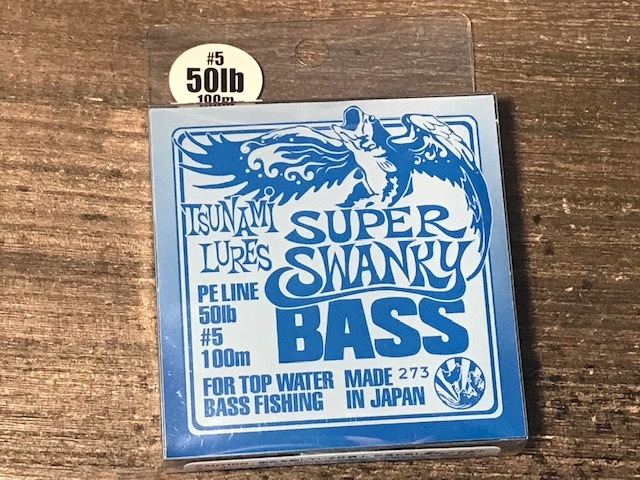 #5
50lb
100m
TSUNAMI
LURES
SUPER
SWANKY
BASS
PE LINE
50lb
#5
100m
FOR TOP WATER
BASS FISHING
MADE 273
IN JAPAN